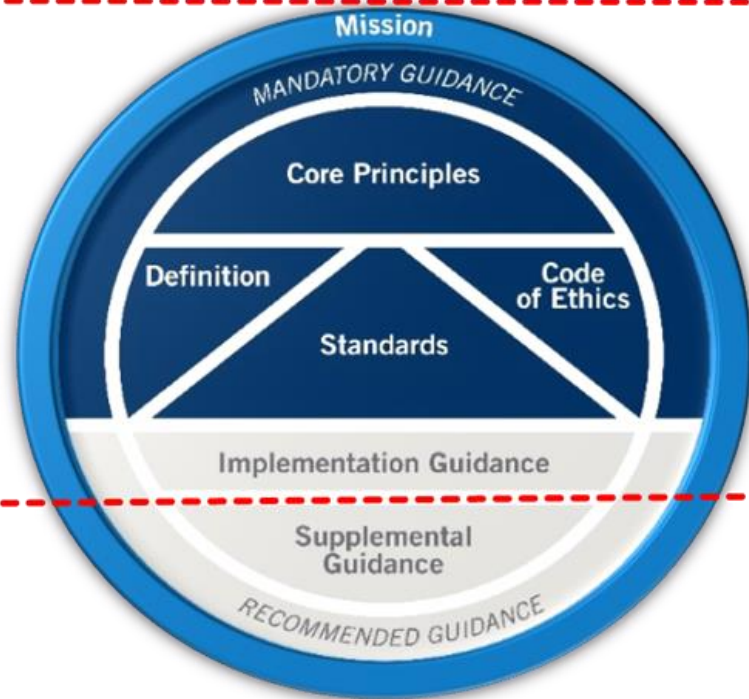 Mission
MANDATORY GUIDANCE
Core Principles
Definition
Code
of Ethics
Standards
Implementation Guidance
Supplemental
Guidance
RECOMMENDED GUIDANCE